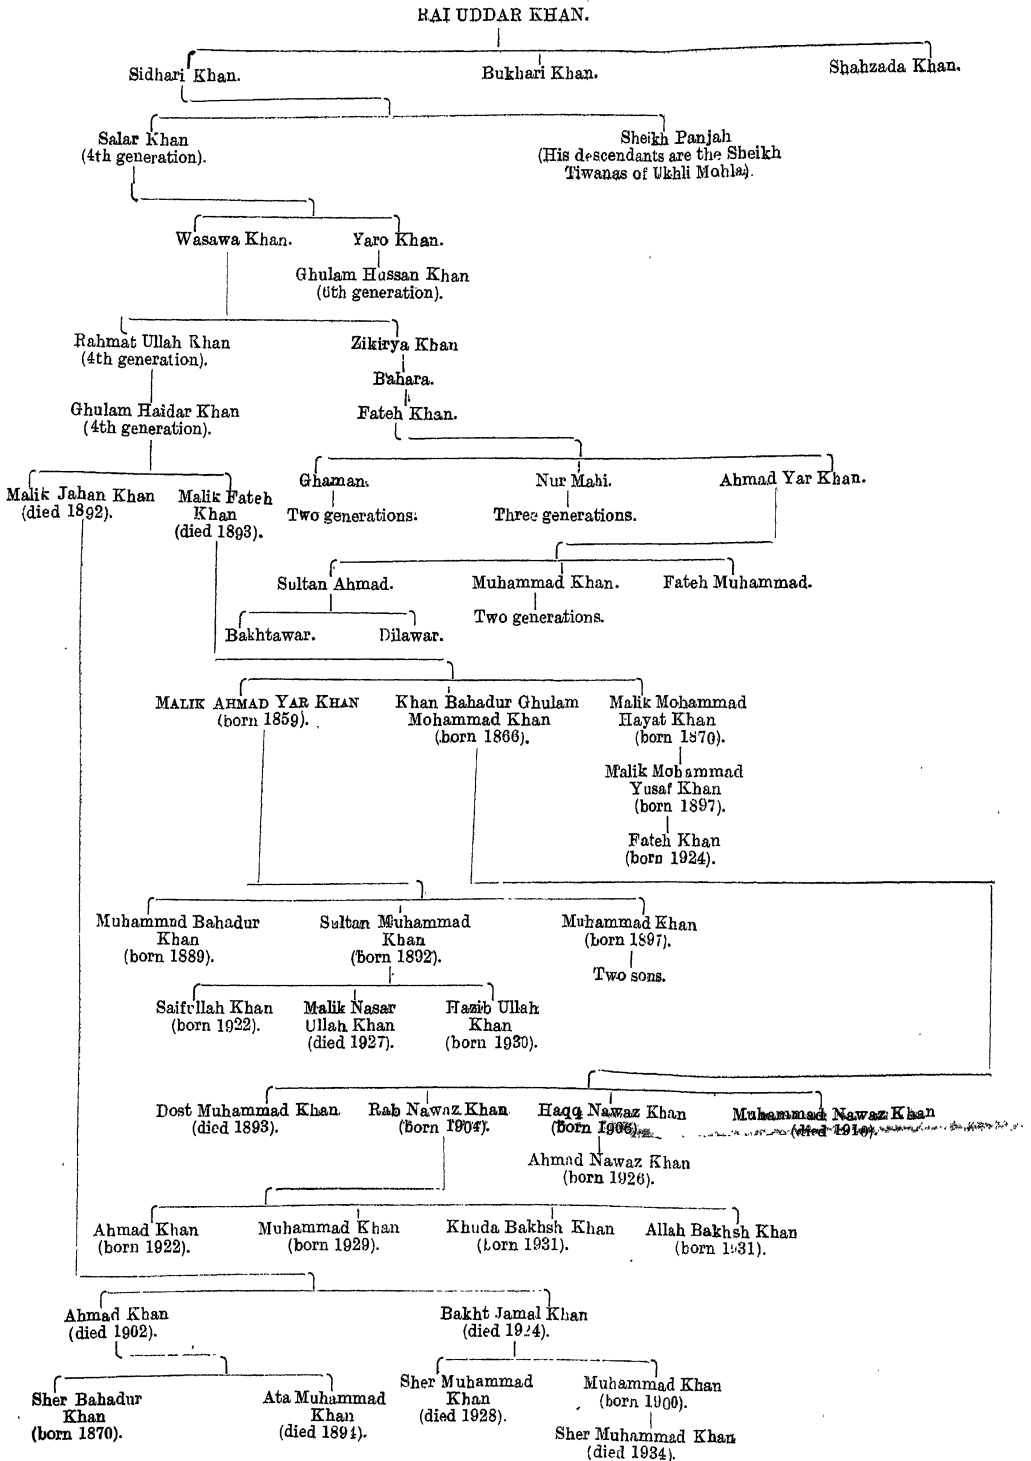 RAI UDDAR KHAN.
Sidhari Khan.
Bukhari Khan.
Shahzada Khan.
Salar Khan
(4th generation).
Sheikh Panjah
(His descendants are the Sheikh
Tiwanas of Ukhli Mohla).
Wasawa Khan.
Yaro Khan.
Ghulam Hassan Khan
(6th generation).
Rahmat Ullah Khan
(4th generation).
Zikirya Khan
Bahara.
Ghulam Haidar Khan
(4th generation).
Fateh Khan.
Malik Jahan Khan
(died 1892).
Malik Fateh
Khan
(died 1893).
Ghaman.
Two generations.
Nur Mahi.
Three generations.
Ahmad Yar Khan.
Sultan Ahmad.
Muhammad Khan.
Two generations.
Fateh Muhammad.
Bakhtawar.
Dilawar.
MALIK AHMAD YAR KHAN
(born 1859).
Khan Bahadur Ghulam
Mohammad Khan
(born 1866).
Malik Mohammad
Hayat Khan
(born 1870).
Malik Mohammad
Yusaf Khan
(born 1897).
Fateh Khan
(born 1924).
Muhammad Bahadur
Khan
(born 1889).
Sultan Muhammad
Khan
(born 1892).
Muhammad Khan
(born 1897).
Two sons.
Saifullah Khan
(born 1922).
Malik Nasar
Ullah Khan
(died 1927).
Hazib Ullah
Khan
(born 1930).
Dost Muhammad Khan
(died 1893).
Rab Nawaz Khan
(born 1904).
Haqq Nawaz Khan
(born 1906).
Muhammad Nawaz Khan
(died 1910).
Ahmad Nawaz Khan
(born 1926).
Ahmad Khan
(born 1922).
Muhammad Khan
(born 1929).
Khuda Bakhsh Khan
(born 1931).
Allah Bakhsh Khan
(born 1931).
Ahmad Khan
(died 1902).
Bakht Jamal Khan
(died 1924).
Sher Bahadur
Khan
(born 1870).
Ata Muhammad
Khan
(died 1894).
Sher Muhammad
Khan
(died 1928).
Muhammad Khan
(born 1900).
Sher Muhammad Khan
(died 1934).